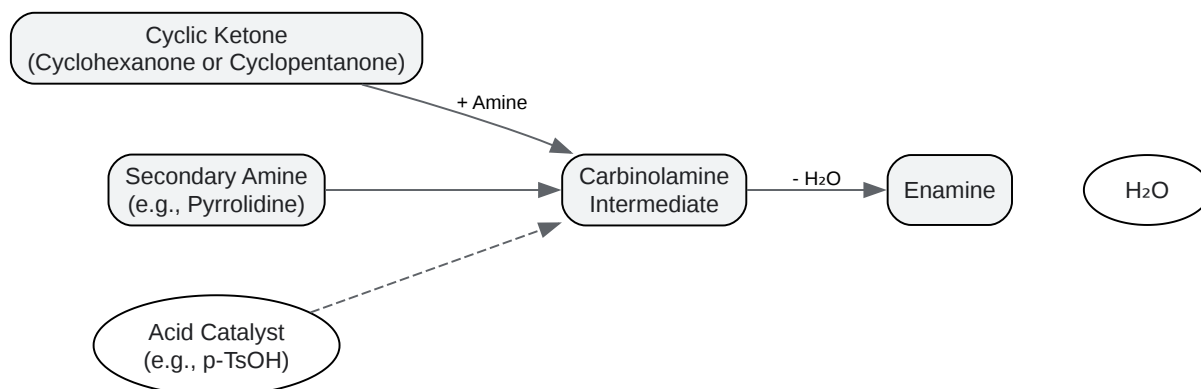 Cyclic Ketone
(Cyclohexanone or Cyclopentanone)
+ Amine
Secondary Amine
(e.g., Pyrrolidine)
Carbinolamine
Intermediate
- H₂O
Enamine
H₂O
Acid Catalyst
(e.g., p-TsOH)